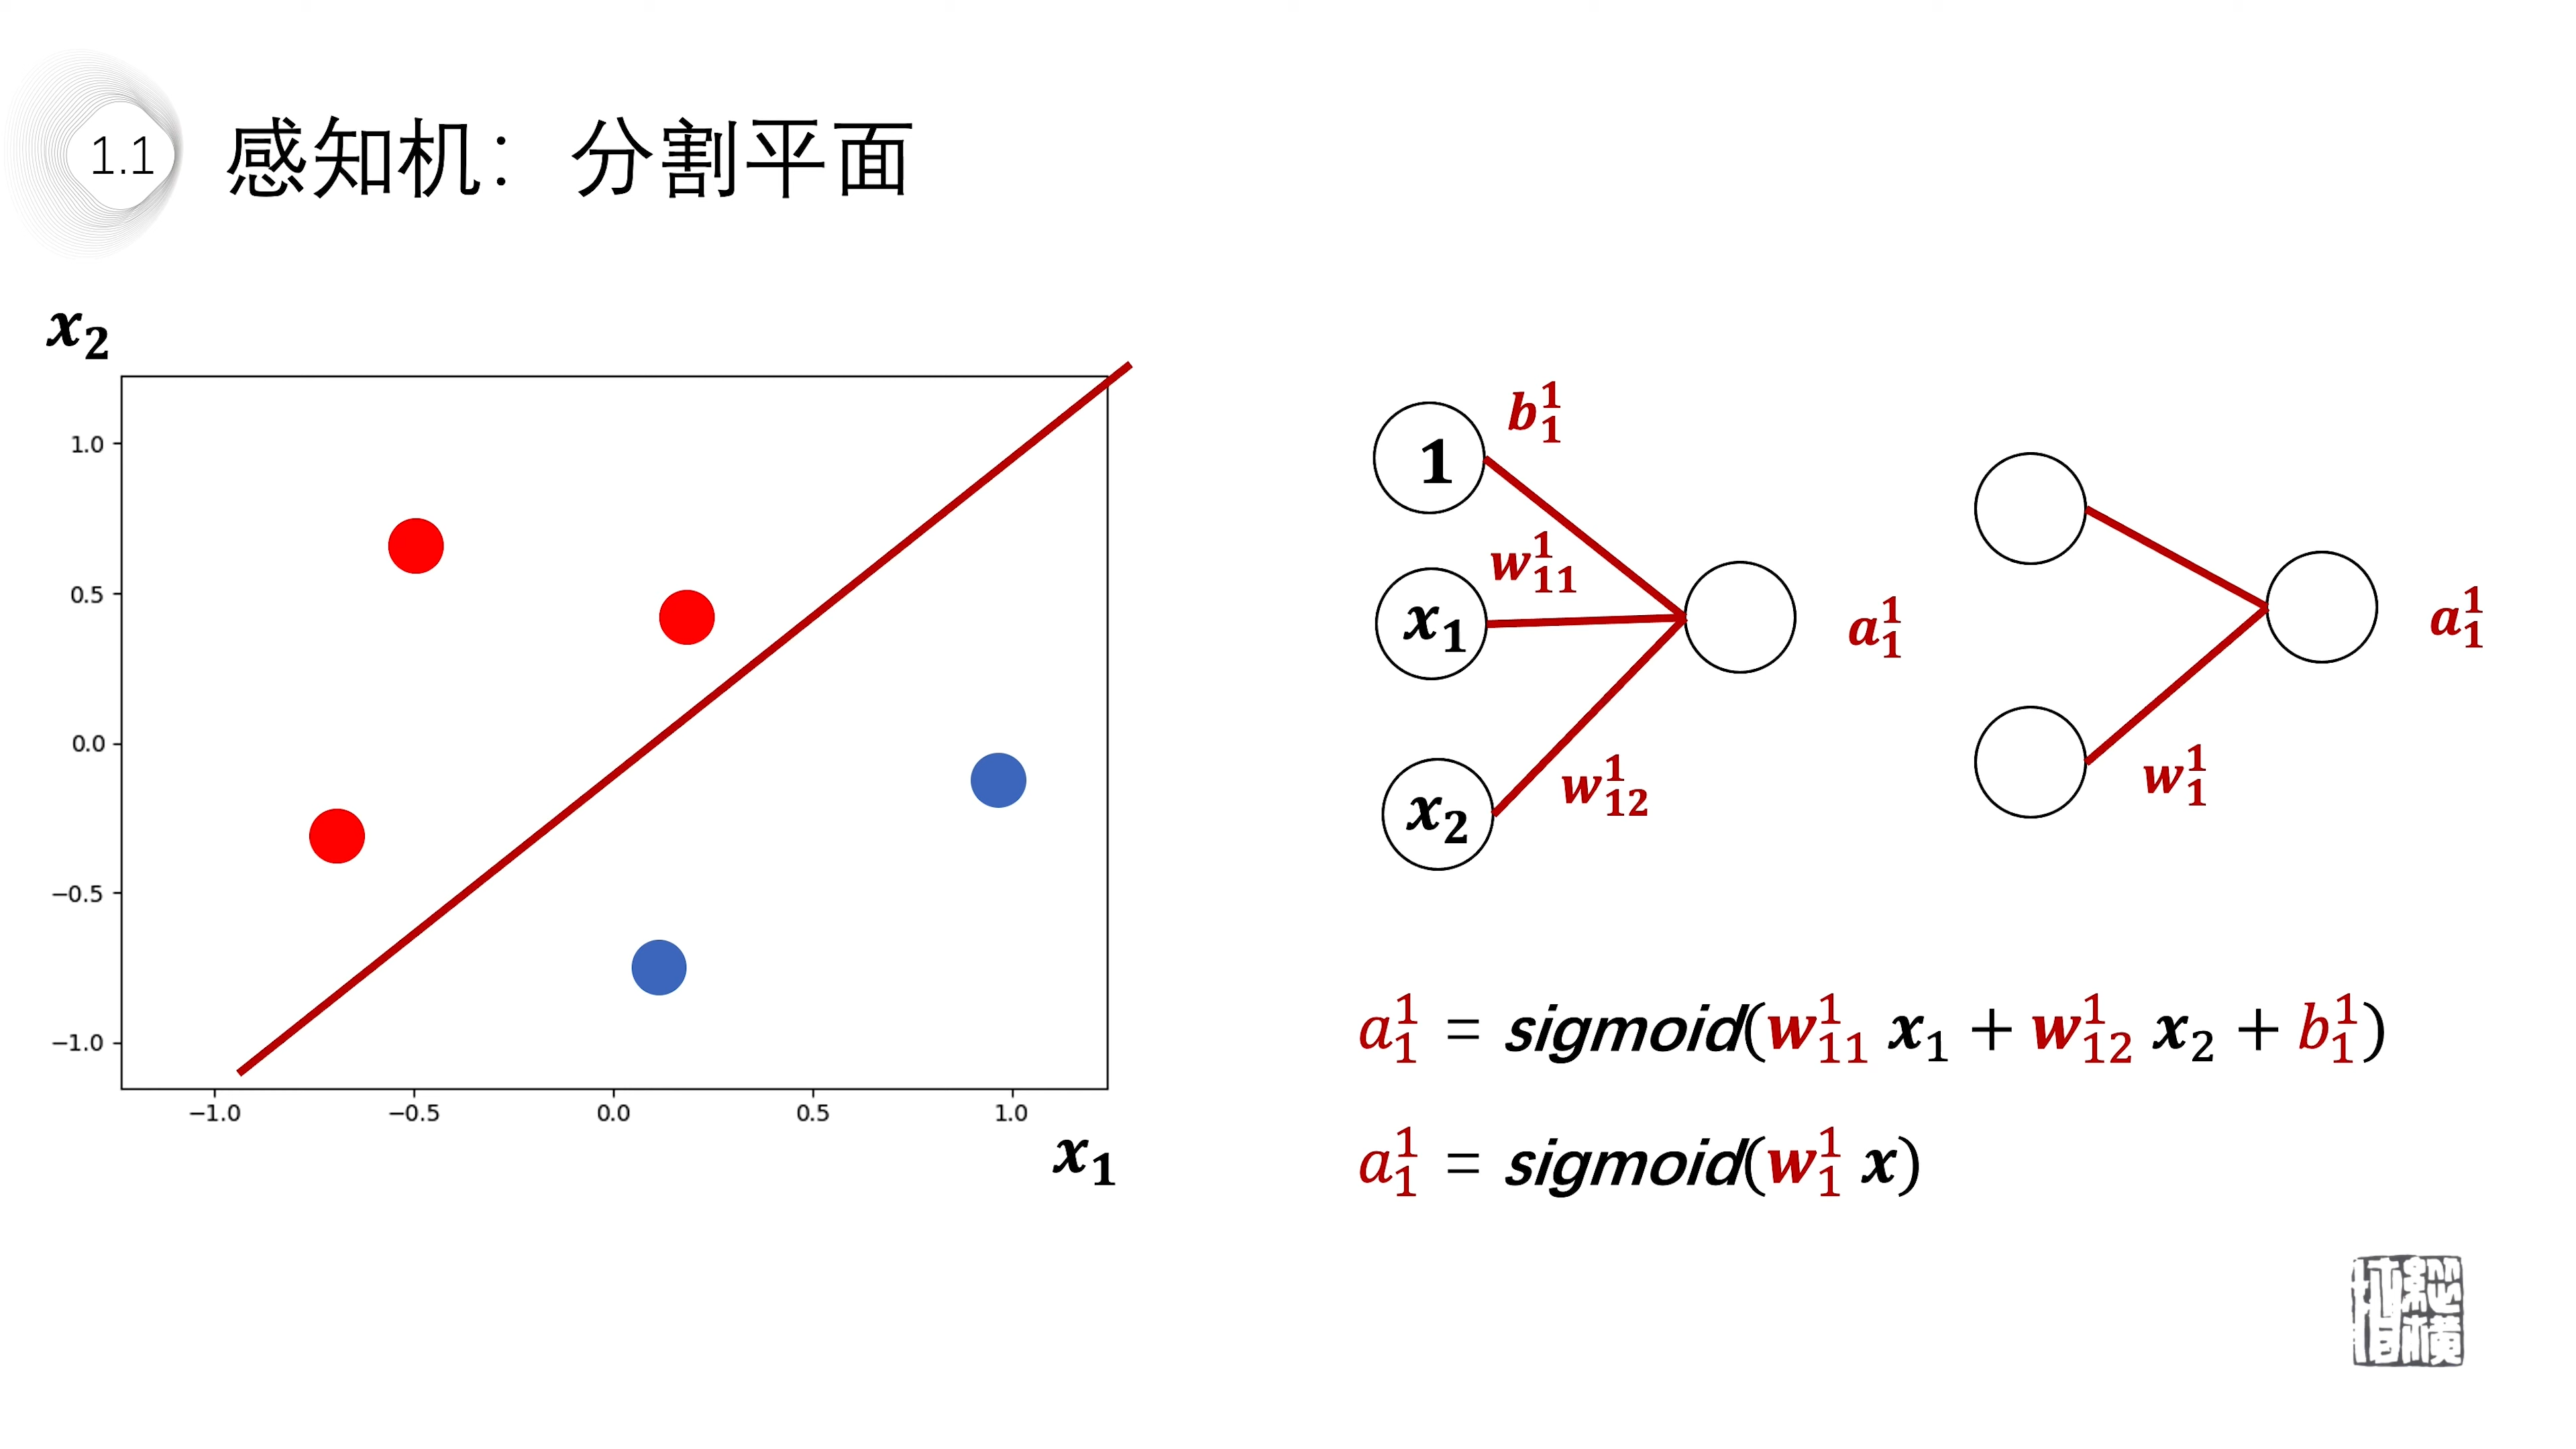 1.1 感知机：分割平面
x₂
1.0
0.5
0.0
−0.5
−1.0
−1.0 −0.5 0.0 0.5 1.0
x₁
1
b₁¹
w₁₁¹
x₁
x₂
w₁₂¹
a₁¹
w₁¹
a₁¹
a₁¹ = sigmoid(w₁₁¹ x₁ + w₁₂¹ x₂ + b₁¹)
a₁¹ = sigmoid(w₁¹ x)